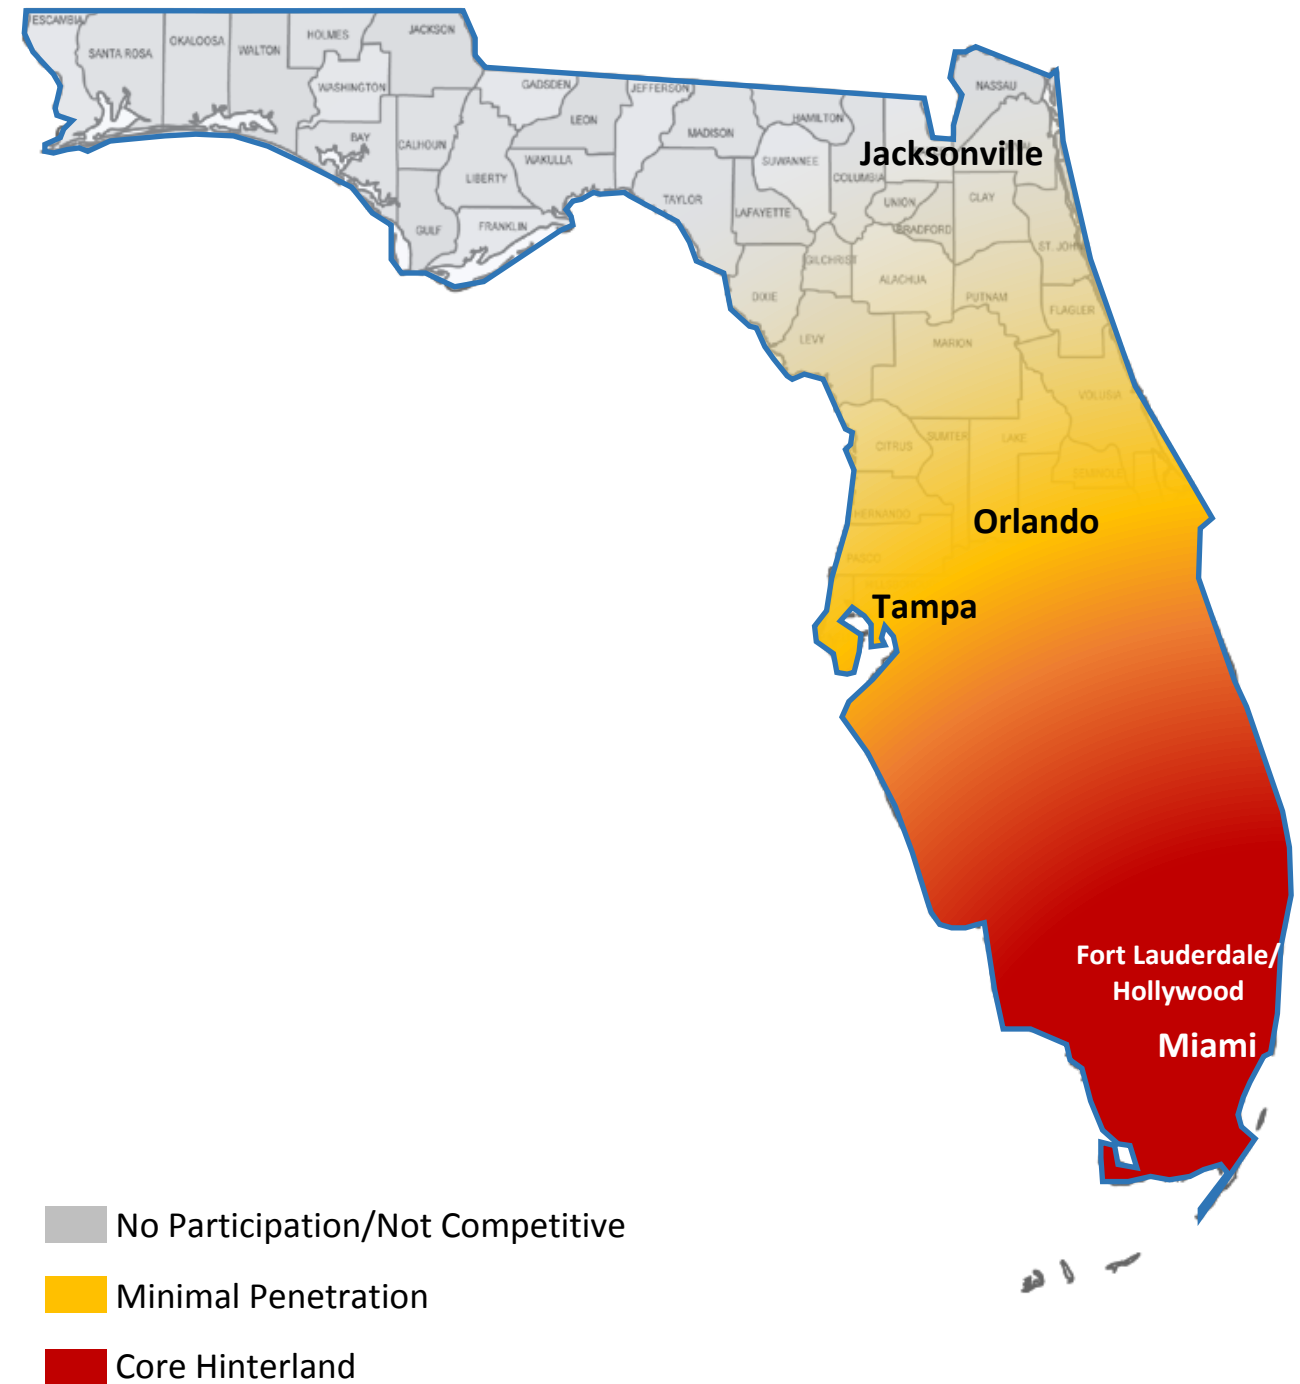 ESCAMBIA
SANTA ROSA
OKALOOSA
WALTON
HOLMES
JACKSON
WASHINGTON
BAY
CALHOUN
GULF
LIBERTY
FRANKLIN
GADSDEN
LEON
WAKULLA
JEFFERSON
MADISON
TAYLOR
HAMILTON
SUWANNEE
LAFAYETTE
COLUMBIA
NASSAU
Jacksonville
UNION
BRADFORD
CLAY
ST. JOHN
DIXIE
GILCHRIST
ALACHUA
PUTNAM
FLAGLER
LEVY
MARION
VOLUSIA
CITRUS
SUMTER
LAKE
SEMINOLE
HERNANDO
Orlando
PASCO
Tampa
Fort Lauderdale/
Hollywood
Miami
No Participation/Not Competitive
Minimal Penetration
Core Hinterland